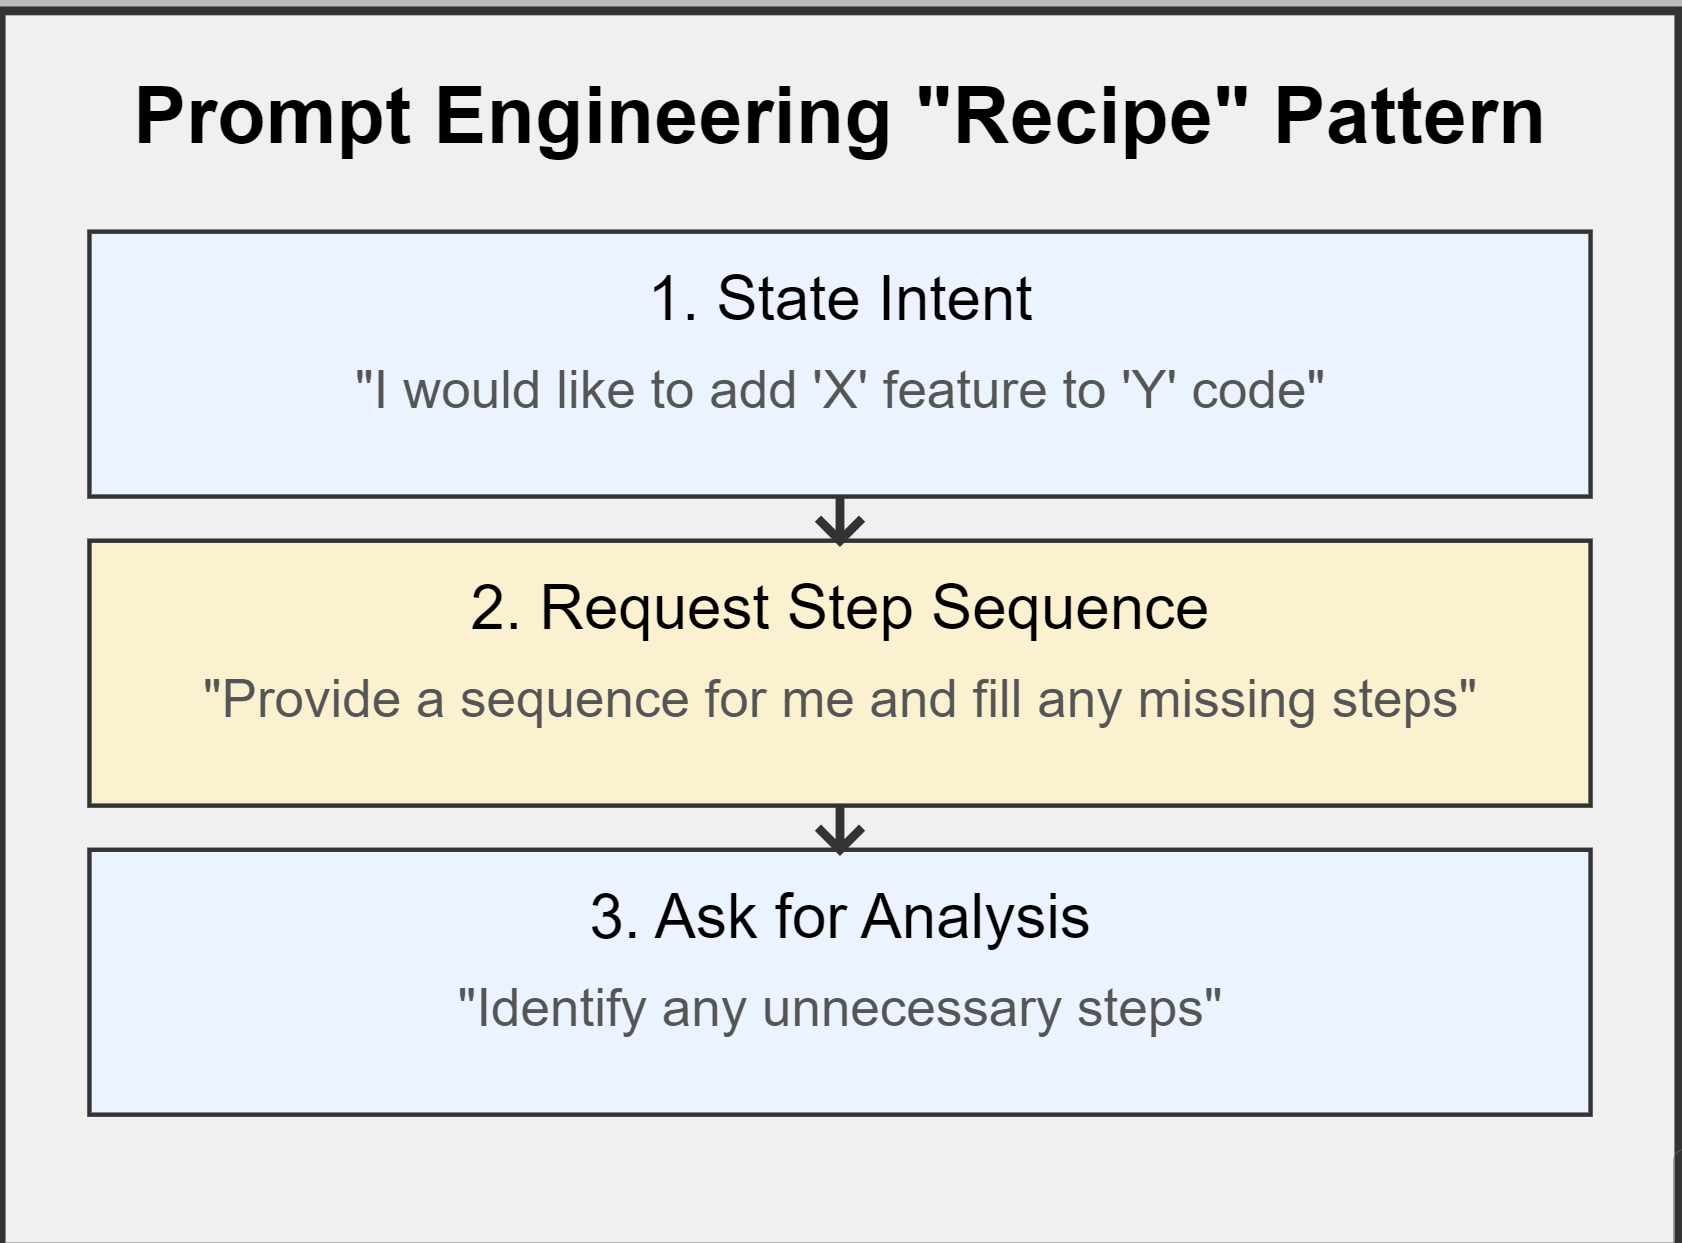 Prompt Engineering "Recipe" Pattern
1. State Intent
"I would like to add 'X' feature to 'Y' code"
2. Request Step Sequence
"Provide a sequence for me and fill any missing steps"
3. Ask for Analysis
"Identify any unnecessary steps"